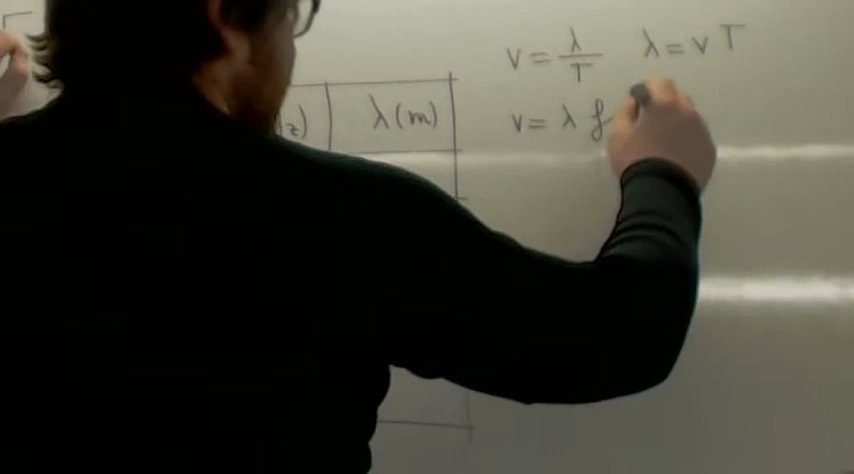 v = λ/T λ = v T
z) λ (m) v = λ f